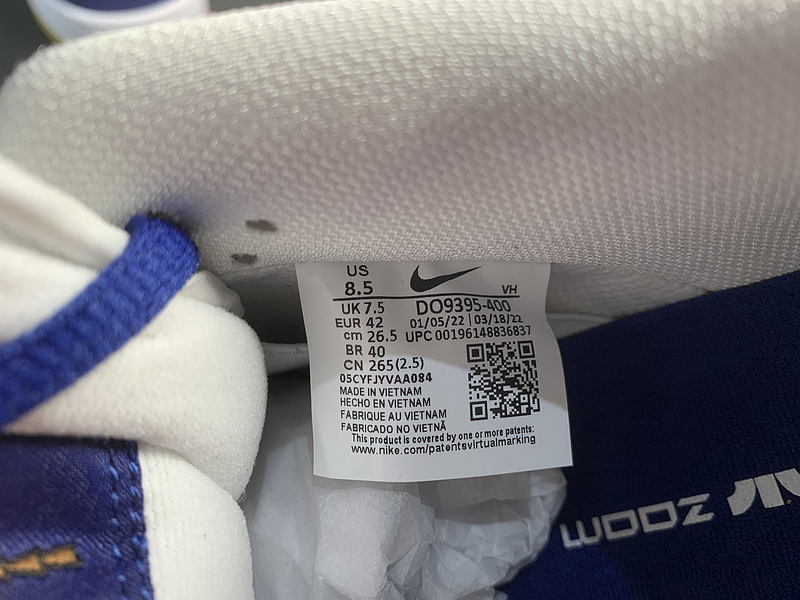 US
8.5 VH
UK 7.5 DO9395-400
EUR 42 01/05/22 | 03/18/22
cm 26.5 UPC 00196148836837
BR 40
CN 265(2.5)
05CYFJYVAA084
MADE IN VIETNAM
HECHO EN VIETNAM
FABRIQUE AU VIETNAM
FABRICADO NO VIETNÃ
This product is covered by one or more patents:
www.nike.com/patentsvirtualmarking
ZOOM